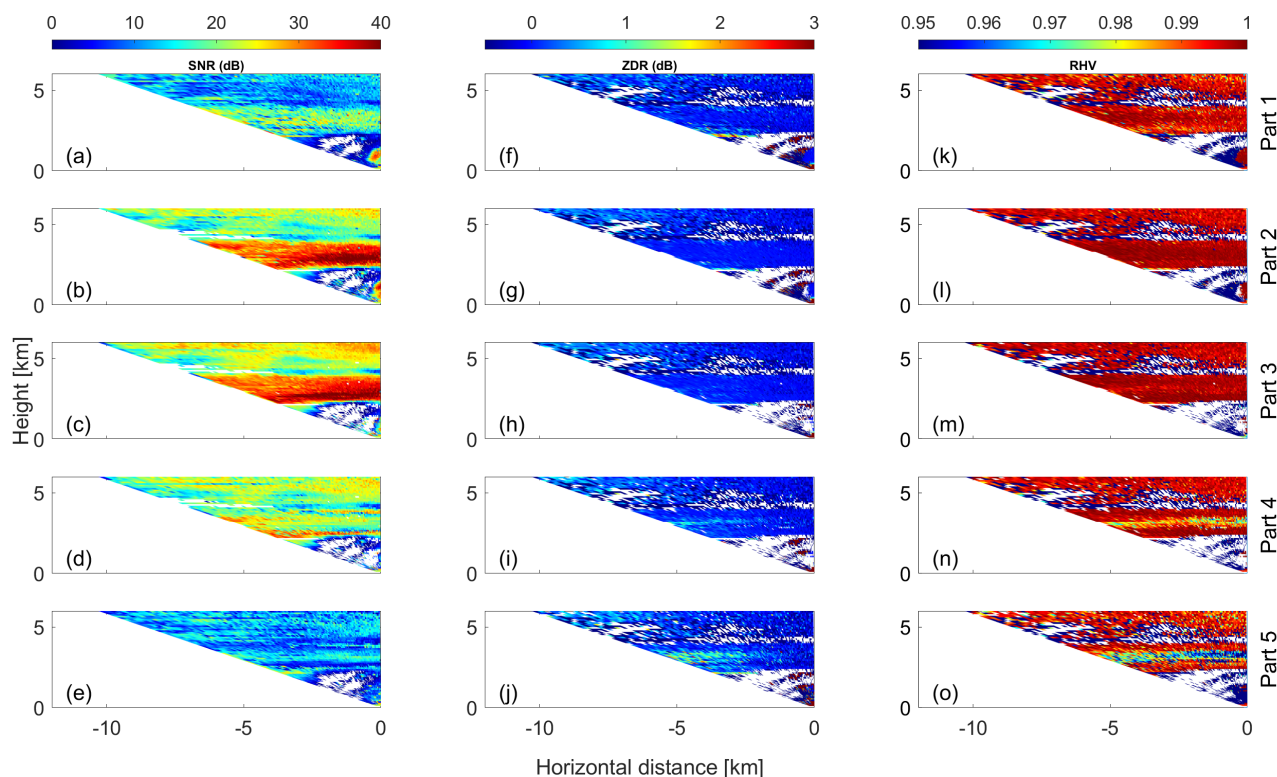 0 10 20 30 40
0 1 2 3
0.95 0.96 0.97 0.98 0.99 1
SNR (dB)
ZDR (dB)
RHV
5
0
(a)
5
0
(f)
5
0
(k)
Part 1
5
0
(b)
5
0
(g)
5
0
(l)
Part 2
5
0
(c)
5
0
(h)
5
0
(m)
Part 3
5
0
(d)
5
0
(i)
5
0
(n)
Part 4
5
0
(e)
5
0
(j)
5
0
(o)
Part 5
Height [km]
-10 -5 0
-10 -5 0
-10 -5 0
Horizontal distance [km]